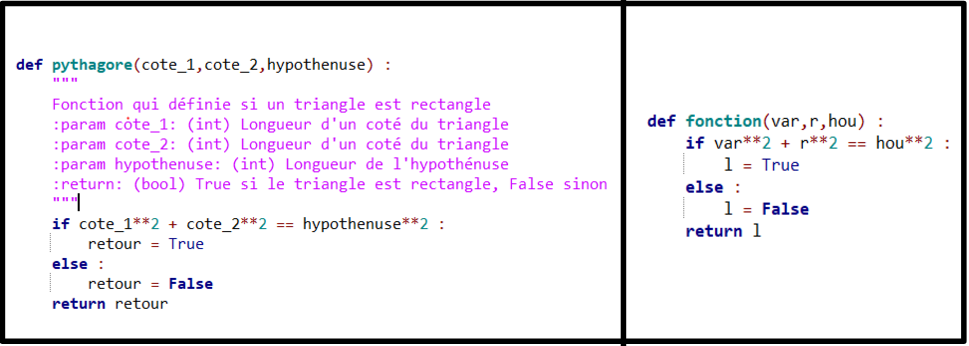 def pythagore(cote_1,cote_2,hypothenuse) :
    """
    Fonction qui définie si un triangle est rectangle
    :param côte_1: (int) Longueur d'un coté du triangle
    :param cote_2: (int) Longueur d'un coté du triangle
    :param hypothenuse: (int) Longueur de l'hypothénuse
    :return: (bool) True si le triangle est rectangle, False sinon
    """
    if cote_1**2 + cote_2**2 == hypothenuse**2 :
        retour = True
    else :
        retour = False
    return retour
def fonction(var,r,hou) :
    if var**2 + r**2 == hou**2 :
        l = True
    else :
        l = False
    return l